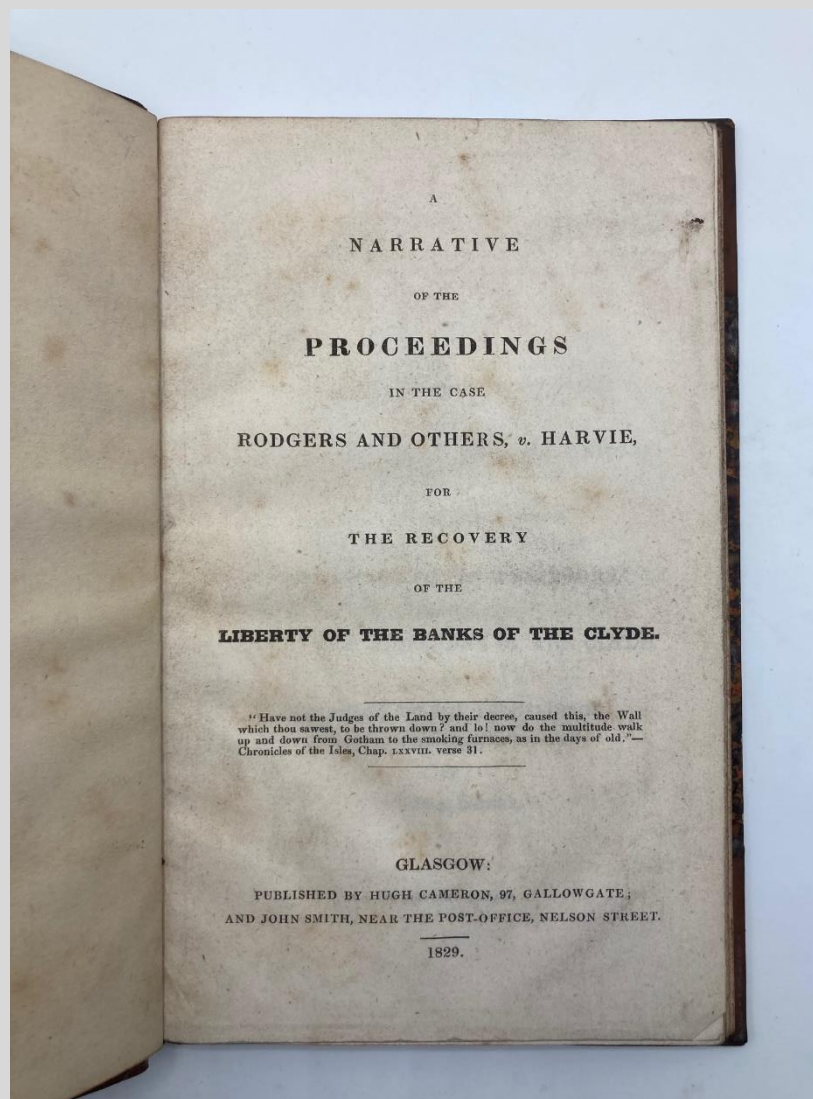 A
NARRATIVE
OF THE
PROCEEDINGS
IN THE CASE
RODGERS AND OTHERS, v. HARVIE,
FOR
THE RECOVERY
OF THE
LIBERTY OF THE BANKS OF THE CLYDE.
"Have not the Judges of the Land by their decree, caused this, the Wall
which thou sawest, to be thrown down? and lo! now do the multitude walk
up and down from Gotham to the smoking furnaces, as in the days of old."—
Chronicles of the Isles, Chap. LXXVIII. verse 31.
GLASGOW:
PUBLISHED BY HUGH CAMERON, 97, GALLOWGATE;
AND JOHN SMITH, NEAR THE POST-OFFICE, NELSON STREET.
1829.